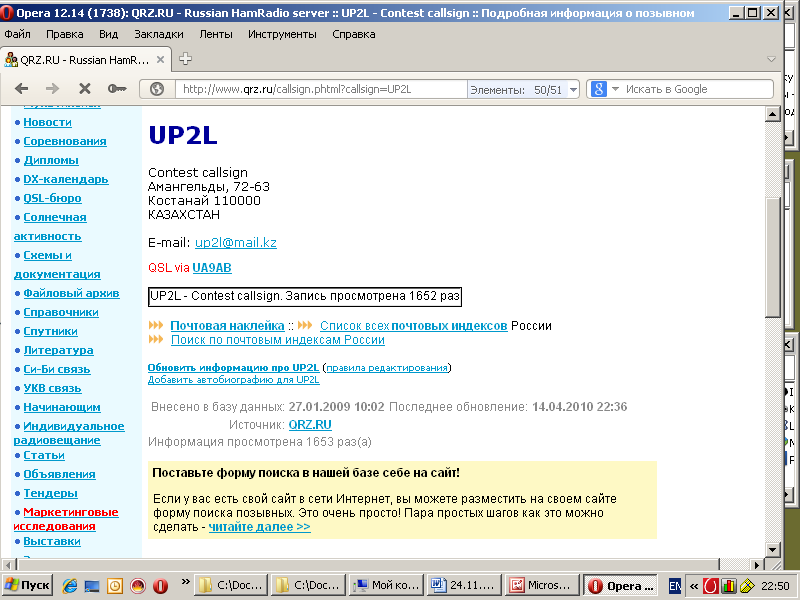 Opera 12.14 (1738): QRZ.RU - Russian HamRadio server :: UP2L - Contest callsign :: Подробная информация о позывном
Файл Правка Вид Закладки Ленты Инструменты Справка
QRZ.RU - Russian HamR...
http://www.qrz.ru/callsign.phtml?callsign=UP2L Элементы: 50/51 Искать в Google
Новости
Соревнования
Дипломы
DX-календарь
QSL-бюро
Солнечная
активность
Схемы и
документация
Файловый архив
Справочники
Спутники
Литература
Си-Би связь
УКВ связь
Начинающим
Индивидуальное
радиовещание
Статьи
Объявления
Тендеры
Маркетинговые
исследования
Выставки
UP2L
Contest callsign
Амангельды, 72-63
Костанай 110000
КАЗАХСТАН
E-mail: up2l@mail.kz
QSL via UA9AB
UP2L - Contest callsign. Запись просмотрена 1652 раз
Почтовая наклейка :: Список всех почтовых индексов России
Поиск по почтовым индексам России
Обновить информацию про UP2L (правила редактирования)
Добавить автобиографию для UP2L
Внесено в базу данных: 27.01.2009 10:02 Последнее обновление: 14.04.2010 22:36
Источник: QRZ.RU
Информация просмотрена 1653 раз(а)
Поставьте форму поиска в нашей базе себе на сайт!
Если у вас есть свой сайт в сети Интернет, вы можете разместить на своем сайте
форму поиска позывных. Это очень просто! Пара простых шагов как это можно
сделать - читайте далее >>
Пуск » C:\Doc... C:\Doc... Мой ко... 24.11.... Micros... Opera ... EN « 22:50